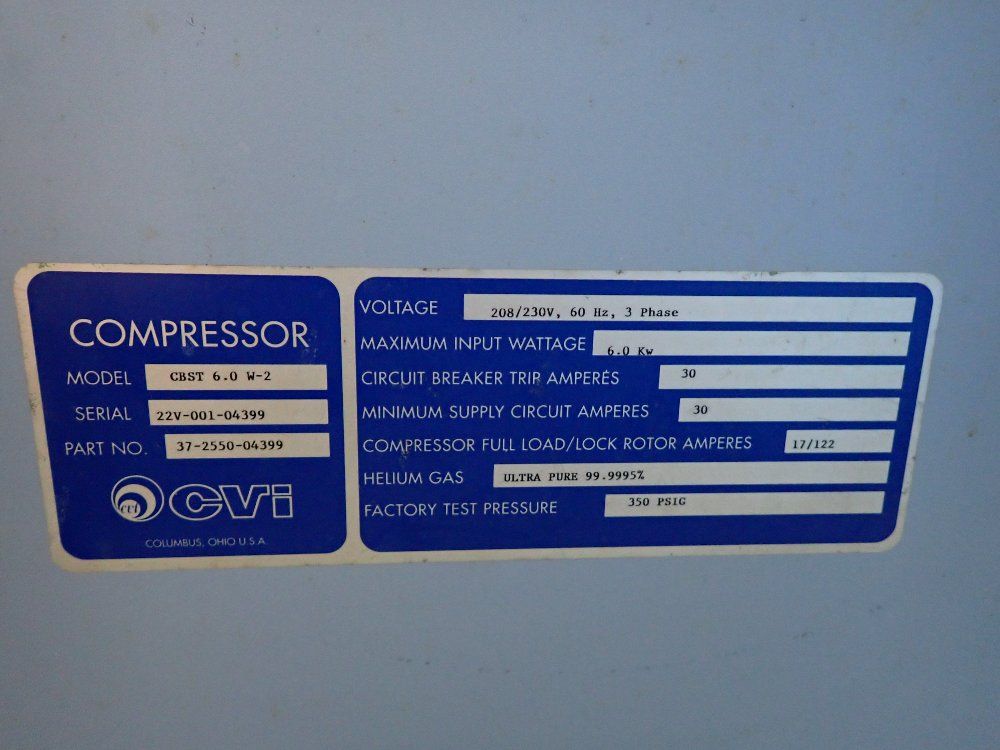 COMPRESSOR
MODEL CBST 6.0 W-2
SERIAL 22V-001-04399
PART NO. 37-2550-04399
cvi CVi
COLUMBUS, OHIO U S A
VOLTAGE 208/230V, 60 Hz, 3 Phase
MAXIMUM INPUT WATTAGE 6.0 Kw
CIRCUIT BREAKER TRIP AMPERES 30
MINIMUM SUPPLY CIRCUIT AMPERES 30
COMPRESSOR FULL LOAD/LOCK ROTOR AMPERES 17/122
HELIUM GAS ULTRA PURE 99.9995%
FACTORY TEST PRESSURE 350 PSIG